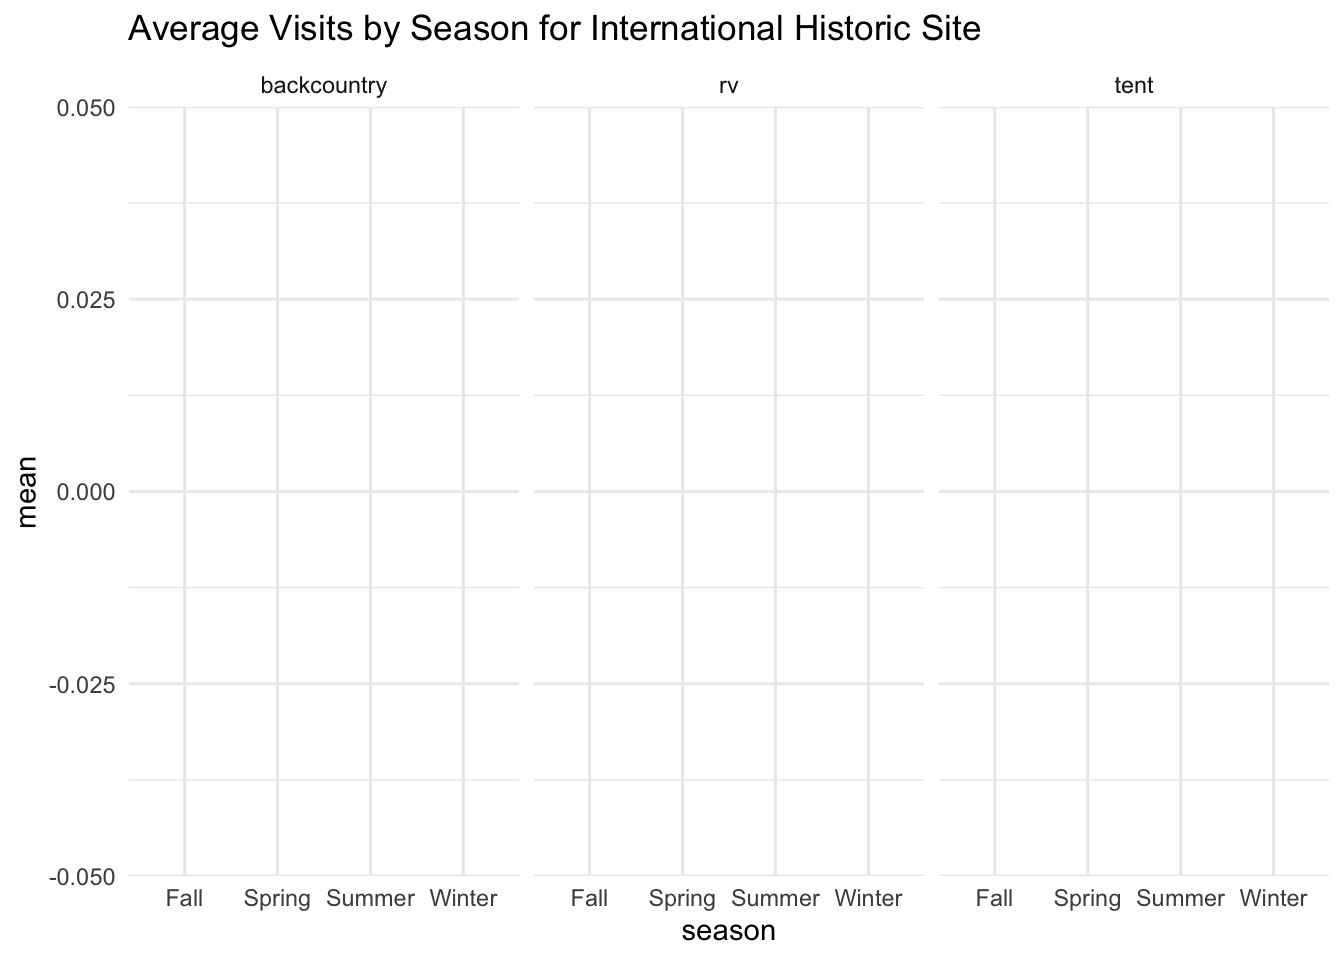 Average Visits by Season for International Historic Site
backcountry rv tent
0.050
0.025
0.000
-0.025
-0.050
mean
Fall Spring Summer Winter Fall Spring Summer Winter Fall Spring Summer Winter
season